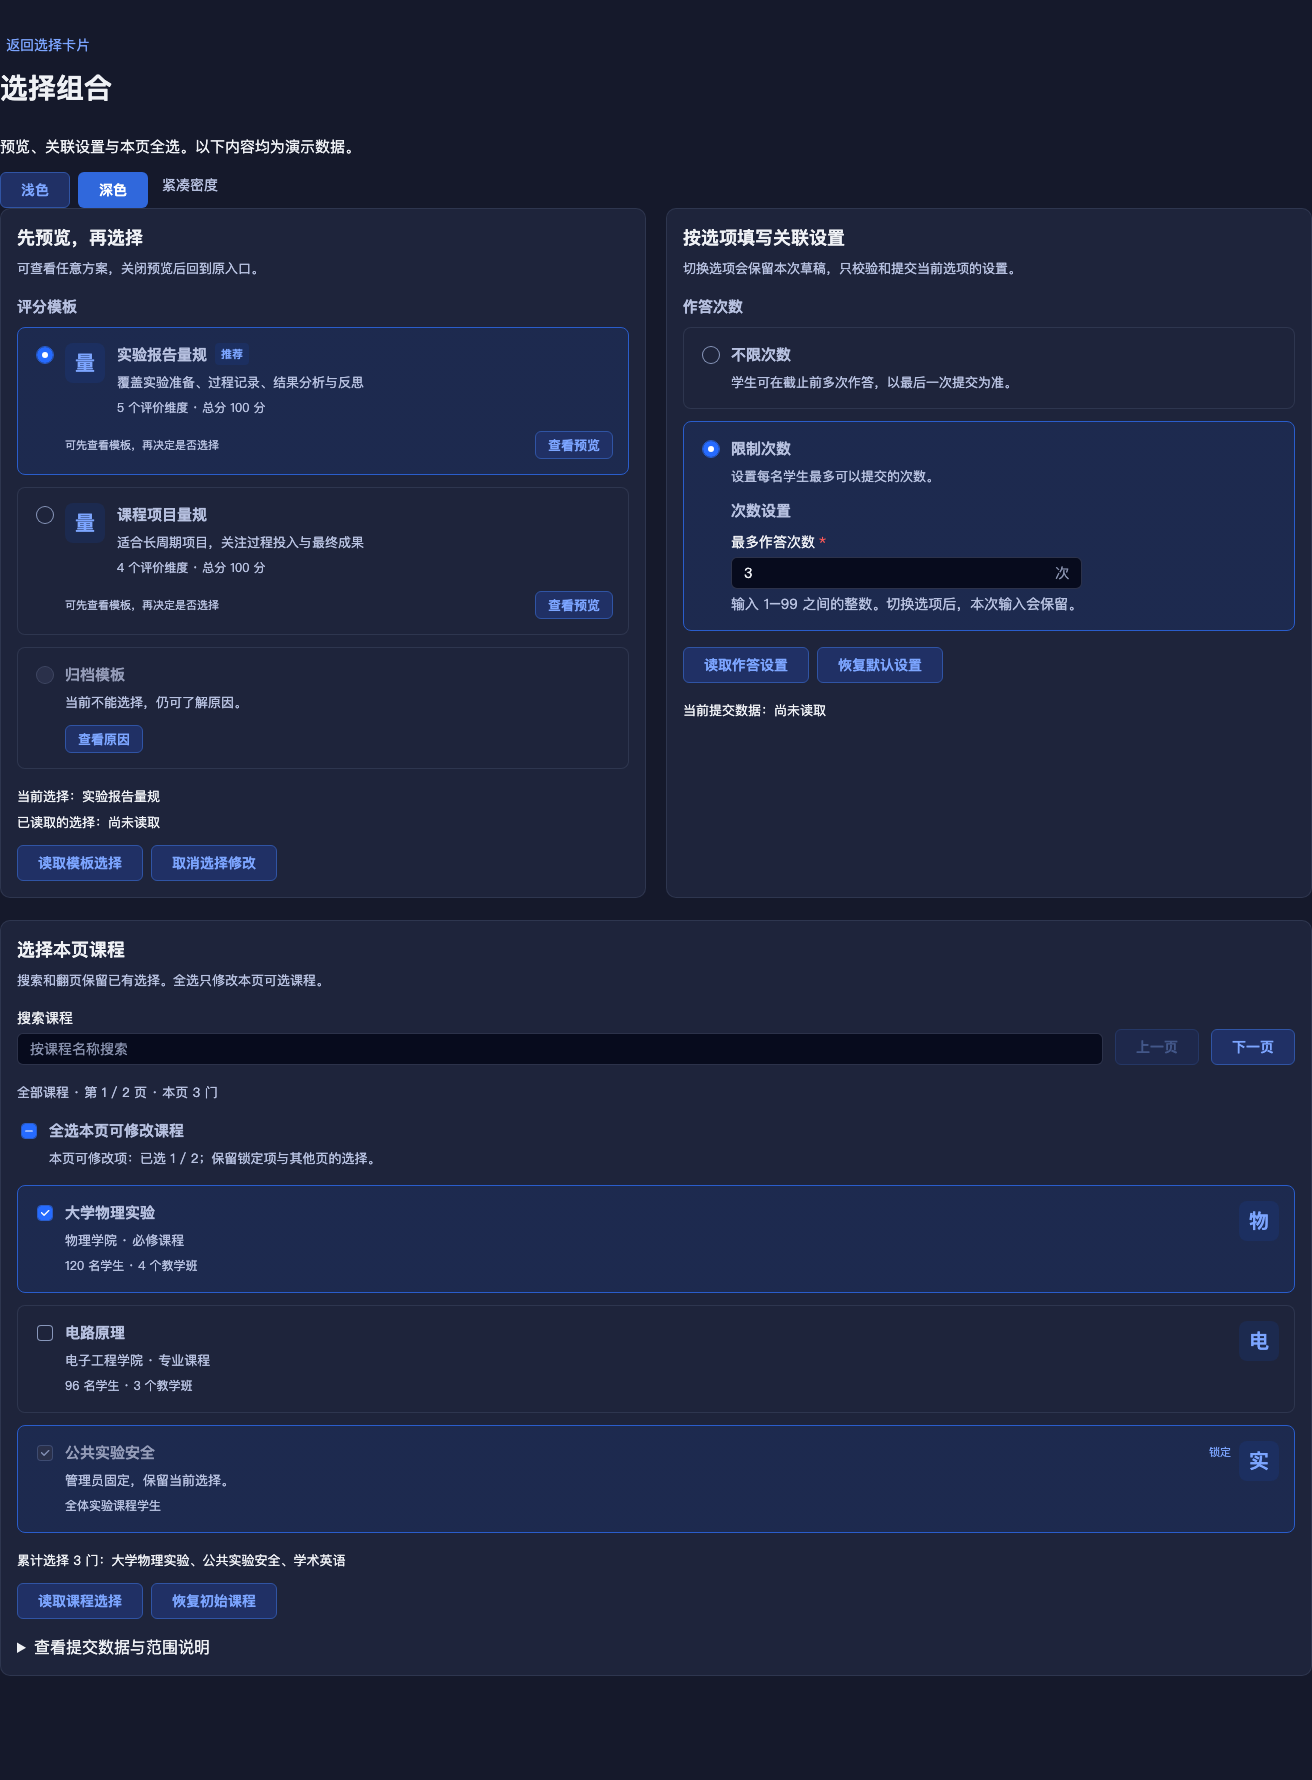 返回选择卡片
选择组合
预览、关联设置与本页全选。以下内容均为演示数据。
浅色
深色
紧凑密度
先预览，再选择
可查看任意方案，关闭预览后回到原入口。
评分模板
量
实验报告量规 推荐
覆盖实验准备、过程记录、结果分析与反思
5 个评价维度 · 总分 100 分
可先查看模板，再决定是否选择
查看预览
量
课程项目量规
适合长周期项目，关注过程投入与最终成果
4 个评价维度 · 总分 100 分
可先查看模板，再决定是否选择
查看预览
归档模板
当前不能选择，仍可了解原因。
查看原因
当前选择：实验报告量规
已读取的选择：尚未读取
读取模板选择
取消选择修改
按选项填写关联设置
切换选项会保留本次草稿，只校验和提交当前选项的设置。
作答次数
不限次数
学生可在截止前多次作答，以最后一次提交为准。
限制次数
设置每名学生最多可以提交的次数。
次数设置
最多作答次数 *
3 次
输入 1—99 之间的整数。切换选项后，本次输入会保留。
读取作答设置
恢复默认设置
当前提交数据：尚未读取
选择本页课程
搜索和翻页保留已有选择。全选只修改本页可选课程。
搜索课程
按课程名称搜索
上一页
下一页
全部课程 · 第 1 / 2 页 · 本页 3 门
全选本页可修改课程
本页可修改项：已选 1 / 2；保留锁定项与其他页的选择。
大学物理实验
物理学院 · 必修课程
120 名学生 · 4 个教学班
物
电路原理
电子工程学院 · 专业课程
96 名学生 · 3 个教学班
电
公共实验安全
管理员固定，保留当前选择。
全体实验课程学生
锁定
实
累计选择 3 门：大学物理实验、公共实验安全、学术英语
读取课程选择
恢复初始课程
查看提交数据与范围说明